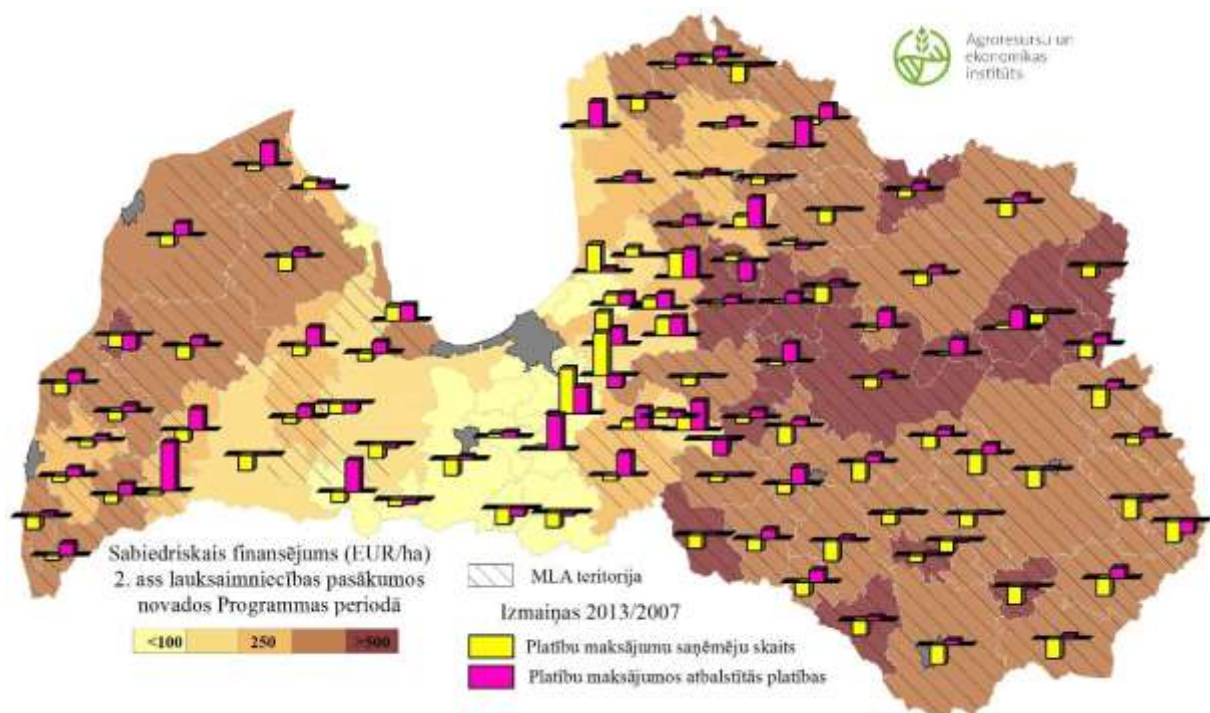 Agroresursu un
ekonomikas
institūts
Sabiedriskais finansējums (EUR/ha)
2. ass lauksaimniecības pasākumos
novados Programmas periodā
<100 250 >500
MLA teritorija
Izmaiņas 2013/2007
Platību maksājumu saņēmēju skaits
Platību maksājumos atbalstītās platības